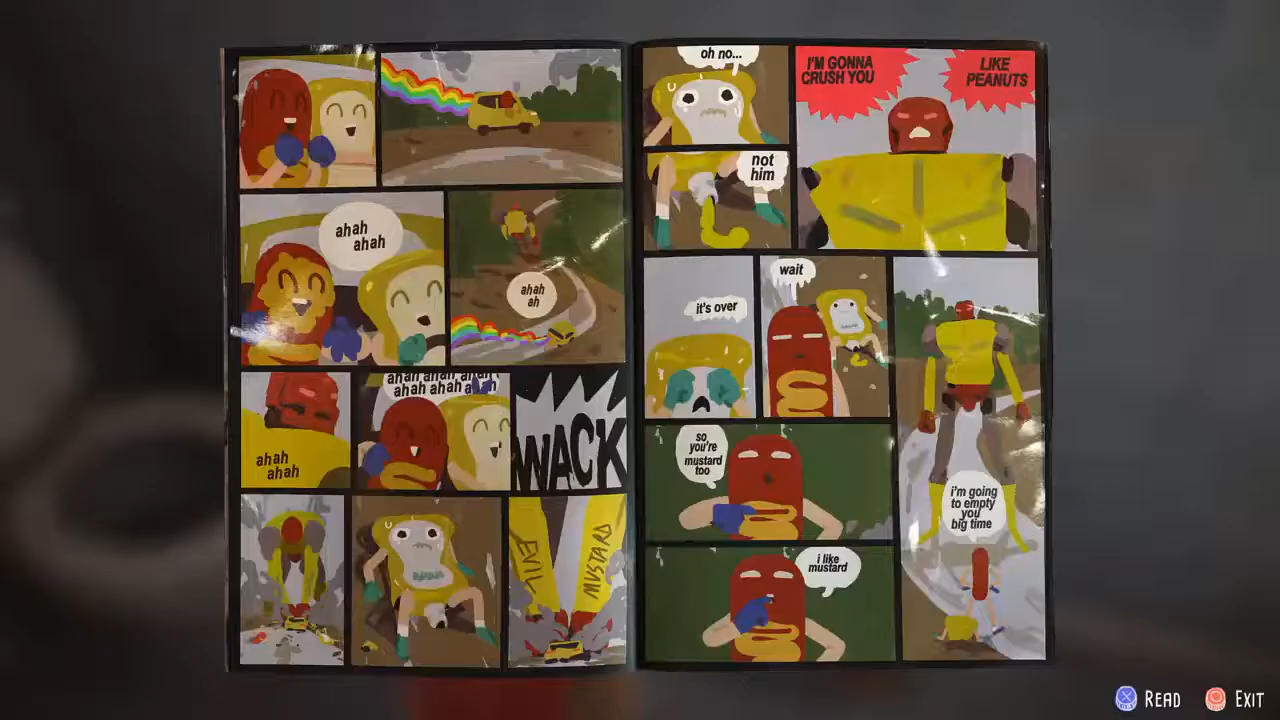 ahah
ahah
ahah
ah
ahah
ahah
ahah ahah ahah
ahah ahah ahah
WACK
EVIL
MUSTARD
oh no...
I'M GONNA
CRUSH YOU
LIKE
PEANUTS
not
him
it's over
wait
so
you're
mustard
too
i like
mustard
i'm going
to empty
you
big time
READ
EXIT